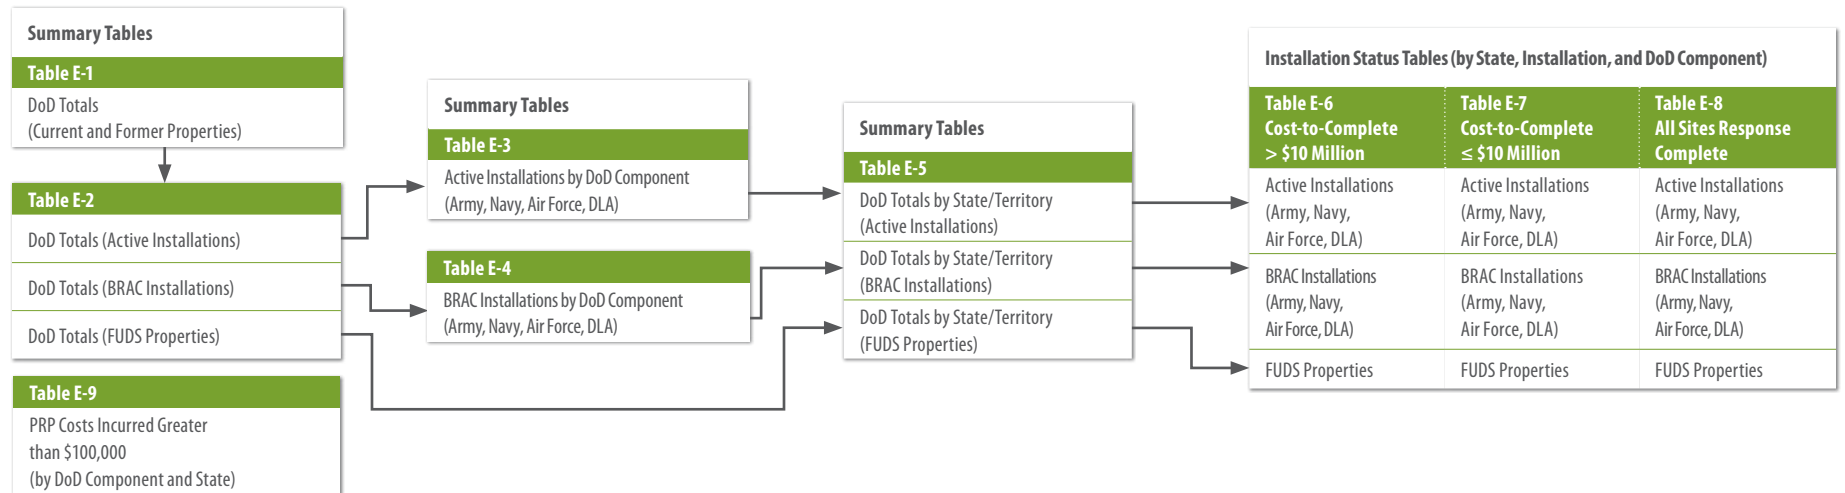 Summary Tables
Table E-1
DoD Totals
(Current and Former Properties)
Table E-2
DoD Totals (Active Installations)
DoD Totals (BRAC Installations)
DoD Totals (FUDS Properties)
Table E-9
PRP Costs Incurred Greater
than $100,000
(by DoD Component and State)
Summary Tables
Table E-3
Active Installations by DoD Component
(Army, Navy, Air Force, DLA)
Table E-4
BRAC Installations by DoD Component
(Army, Navy, Air Force, DLA)
Summary Tables
Table E-5
DoD Totals by State/Territory
(Active Installations)
DoD Totals by State/Territory
(BRAC Installations)
DoD Totals by State/Territory
(FUDS Properties)
Installation Status Tables (by State, Installation, and DoD Component)
Table E-6
Cost-to-Complete
> $10 Million
Table E-7
Cost-to-Complete
≤ $10 Million
Table E-8
All Sites Response
Complete
Active Installations
(Army, Navy,
Air Force, DLA)
Active Installations
(Army, Navy,
Air Force, DLA)
Active Installations
(Army, Navy,
Air Force, DLA)
BRAC Installations
(Army, Navy,
Air Force, DLA)
BRAC Installations
(Army, Navy,
Air Force, DLA)
BRAC Installations
(Army, Navy,
Air Force, DLA)
FUDS Properties
FUDS Properties
FUDS Properties